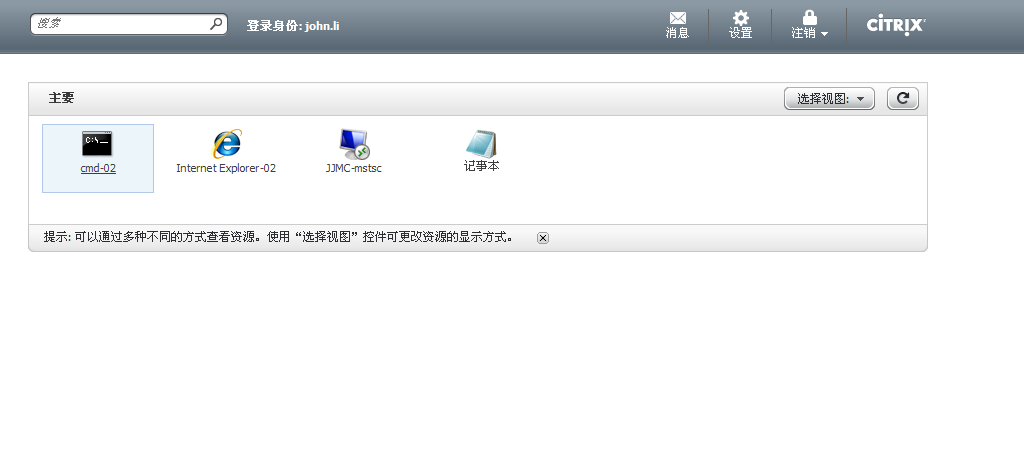 搜索
登录身份: john.li
消息
设置
注销
CİTRIX
主要
选择视图:
C:\._
cmd-02
Internet Explorer-02
JJMC-mstsc
记事本
提示: 可以通过多种不同的方式查看资源。使用“选择视图”控件可更改资源的显示方式。